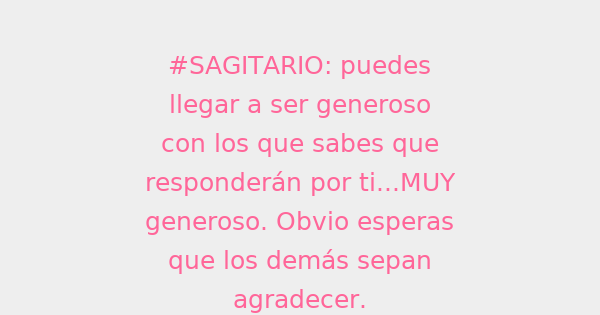 #SAGITARIO: puedes
llegar a ser generoso
con los que sabes que
responderán por ti...MUY
generoso. Obvio esperas
que los demás sepan
agradecer.